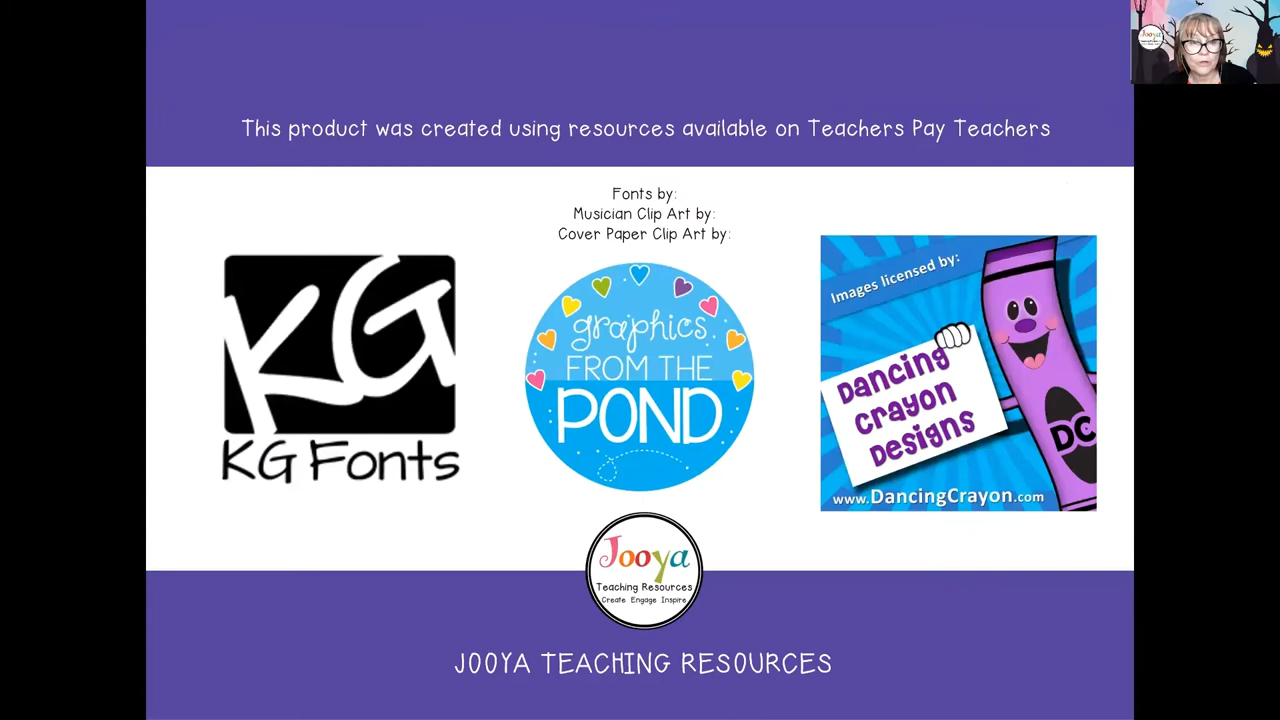 This product was created using resources available on Teachers Pay Teachers
Fonts by:
Musician Clip Art by:
Cover Paper Clip Art by:
KG
KG Fonts
graphics
FROM THE
POND
Images licensed by:
Dancing
Crayon
Designs
DC
www.DancingCrayon.com
Jooya
Teaching Resources
Create Engage Inspire
JOOYA TEACHING RESOURCES
Jooya